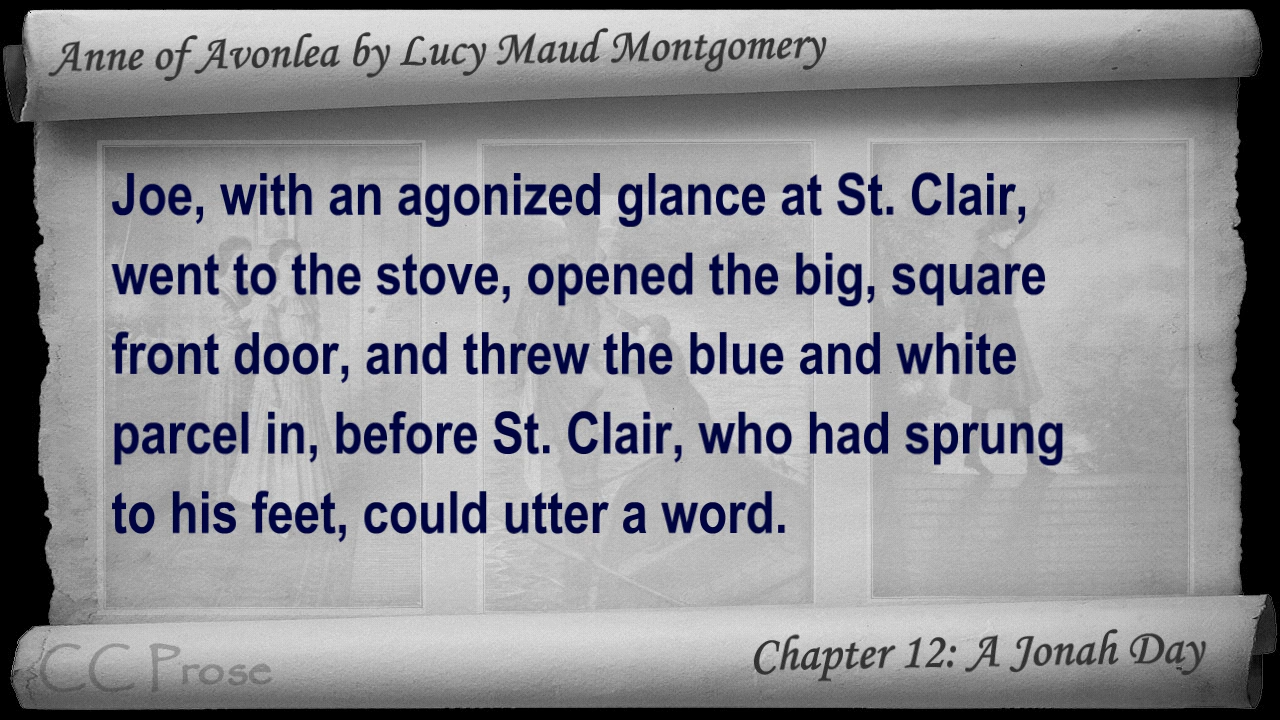 Anne of Avonlea by Lucy Maud Montgomery
Joe, with an agonized glance at St. Clair,
went to the stove, opened the big, square
front door, and threw the blue and white
parcel in, before St. Clair, who had sprung
to his feet, could utter a word.
CC Prose
Chapter 12: A Jonah Day